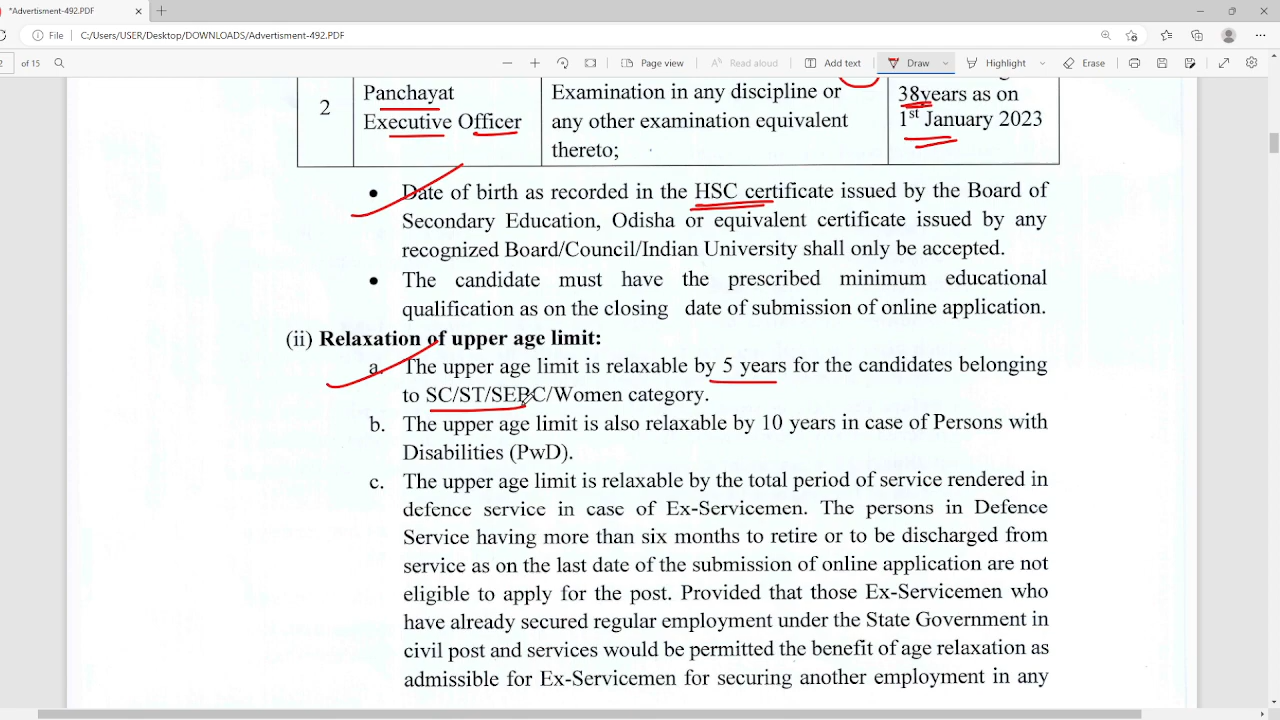 *Advertisment-492.PDF
File C:/Users/USER/Desktop/DOWNLOADS/Advertisment-492.PDF
2 of 15 Page view Read aloud Add text Draw Highlight Erase
2 Panchayat Executive Officer
Examination in any discipline or
any other examination equivalent
thereto;
38years as on
1st January 2023
• Date of birth as recorded in the HSC certificate issued by the Board of
Secondary Education, Odisha or equivalent certificate issued by any
recognized Board/Council/Indian University shall only be accepted.
• The candidate must have the prescribed minimum educational
qualification as on the closing date of submission of online application.
(ii) Relaxation of upper age limit:
a. The upper age limit is relaxable by 5 years for the candidates belonging
to SC/ST/SEBC/Women category.
b. The upper age limit is also relaxable by 10 years in case of Persons with
Disabilities (PwD).
c. The upper age limit is relaxable by the total period of service rendered in
defence service in case of Ex-Servicemen. The persons in Defence
Service having more than six months to retire or to be discharged from
service as on the last date of the submission of online application are not
eligible to apply for the post. Provided that those Ex-Servicemen who
have already secured regular employment under the State Government in
civil post and services would be permitted the benefit of age relaxation as
admissible for Ex-Servicemen for securing another employment in any